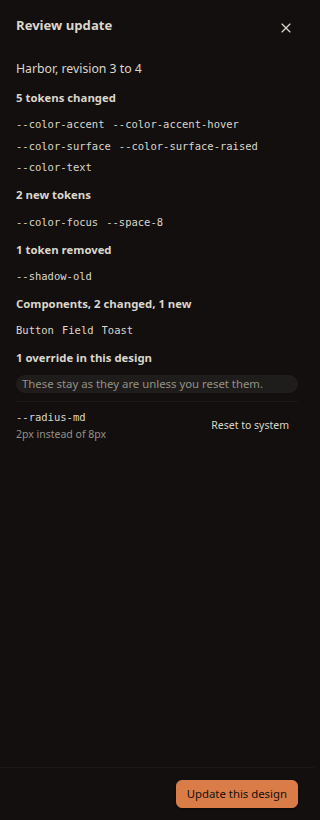 Review update
Harbor, revision 3 to 4
5 tokens changed
--color-accent --color-accent-hover
--color-surface --color-surface-raised
--color-text
2 new tokens
--color-focus --space-8
1 token removed
--shadow-old
Components, 2 changed, 1 new
Button Field Toast
1 override in this design
These stay as they are unless you reset them.
--radius-md
2px instead of 8px
Reset to system
Update this design